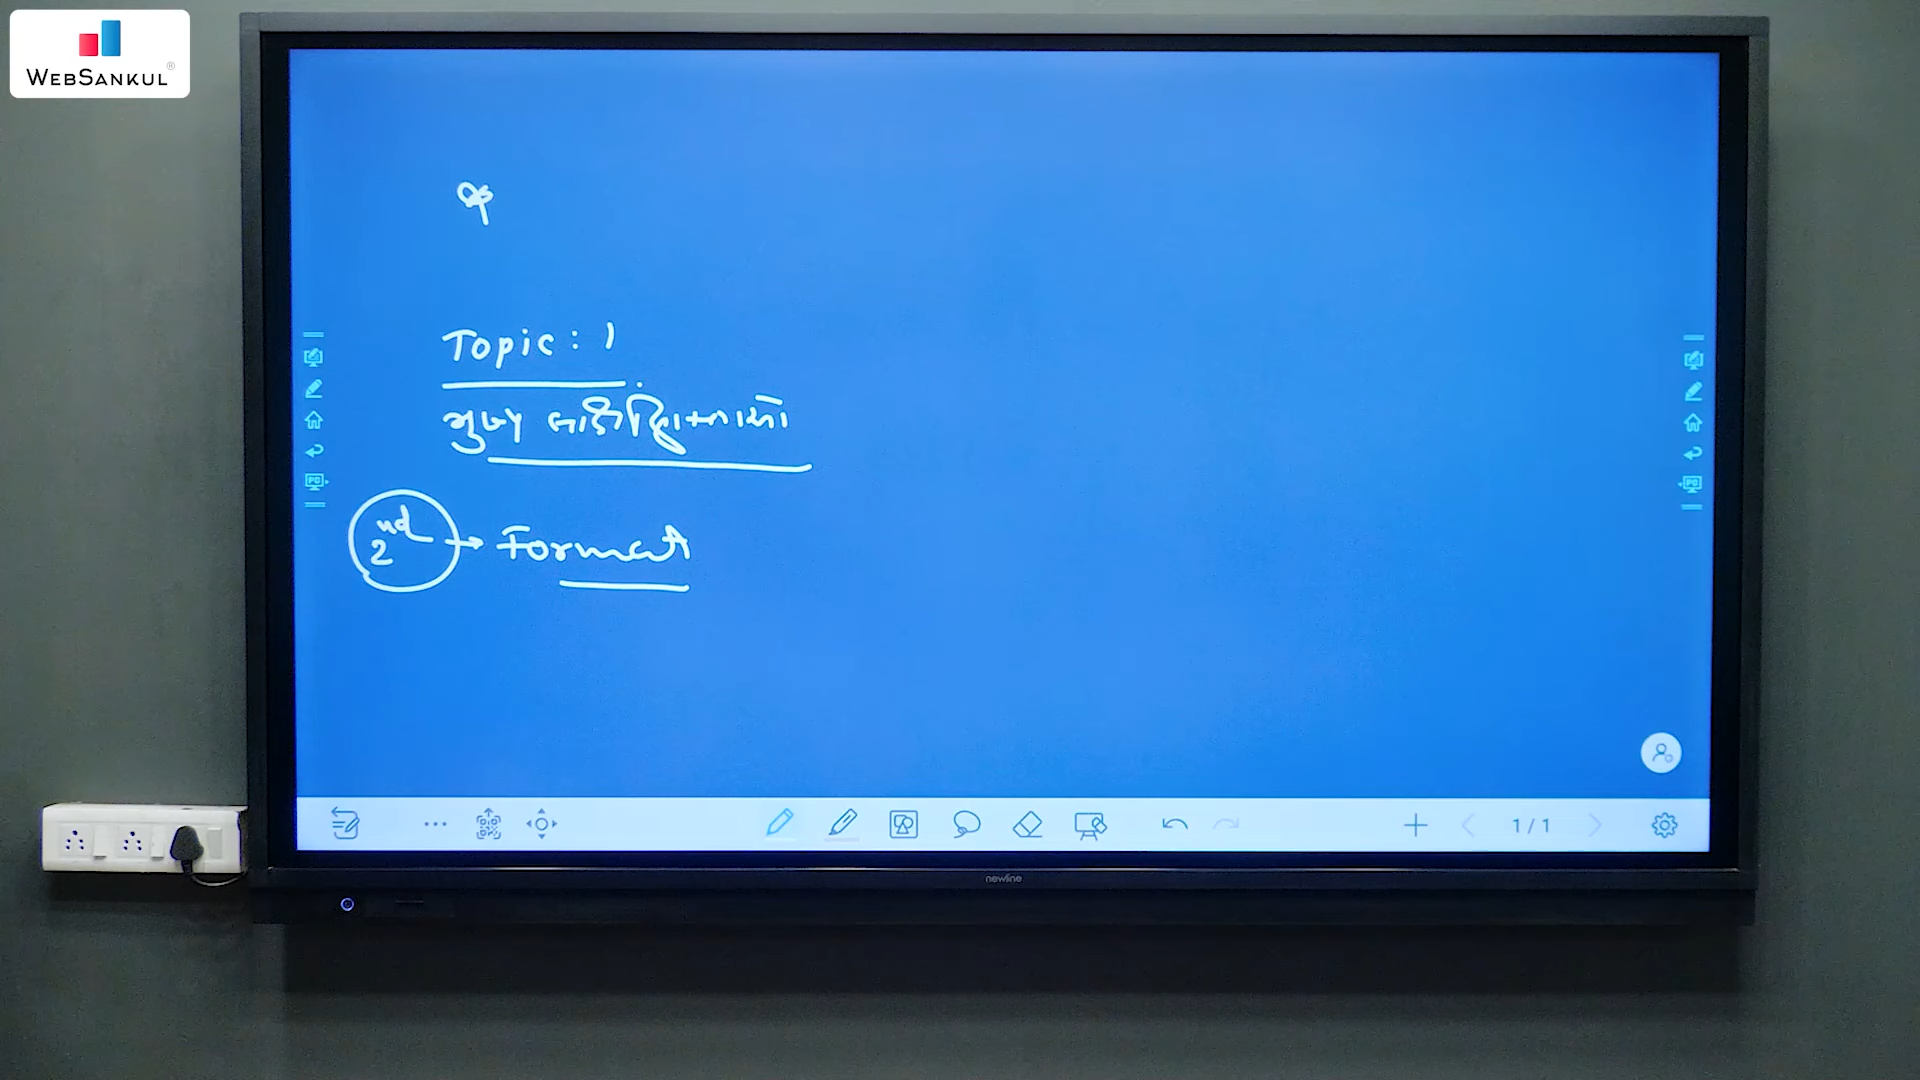 WEBSANKUL®
Topic : 1
મુખ્ય લાક્ષણિકતાઓ
2nd → Format
1 / 1
newline